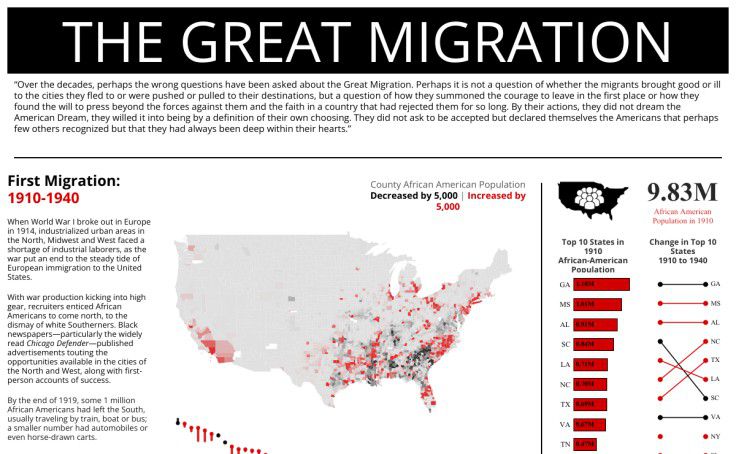 THE GREAT MIGRATION
"Over the decades, perhaps the wrong questions have been asked about the Great Migration. Perhaps it is not a question of whether the migrants brought good or ill
to the cities they fled to or were pushed or pulled to their destinations, but a question of how they summoned the courage to leave in the first place or how they
found the will to press beyond the forces against them and the faith in a country that had rejected them for so long. By their actions, they did not dream the
American Dream, they willed it into being by a definition of their own choosing. They did not ask to be accepted but declared themselves the Americans that perhaps
few others recognized but that they had always been deep within their hearts."
First Migration:
1910-1940
When World War I broke out in Europe
in 1914, industrialized urban areas in
the North, Midwest and West faced a
shortage of industrial laborers, as the
war put an end to the steady tide of
European immigration to the United
States.
With war production kicking into high
gear, recruiters enticed African
Americans to come north, to the
dismay of white Southerners. Black
newspapers—particularly the widely
read Chicago Defender—published
advertisements touting the
opportunities available in the cities of
the North and West, along with first-
person accounts of success.
By the end of 1919, some 1 million
African Americans had left the South,
usually traveling by train, boat or bus;
a smaller number had automobiles or
even horse-drawn carts.
County African American Population
Decreased by 5,000 | Increased by
5,000
9.83M
African American
Population in 1910
Top 10 States in
1910
African-American
Population
GA
MS
AL
SC
LA
NC
TX
VA
TN
Change in Top 10
States
1910 to 1940
GA
MS
AL
NC
TX
LA
SC
VA
NY